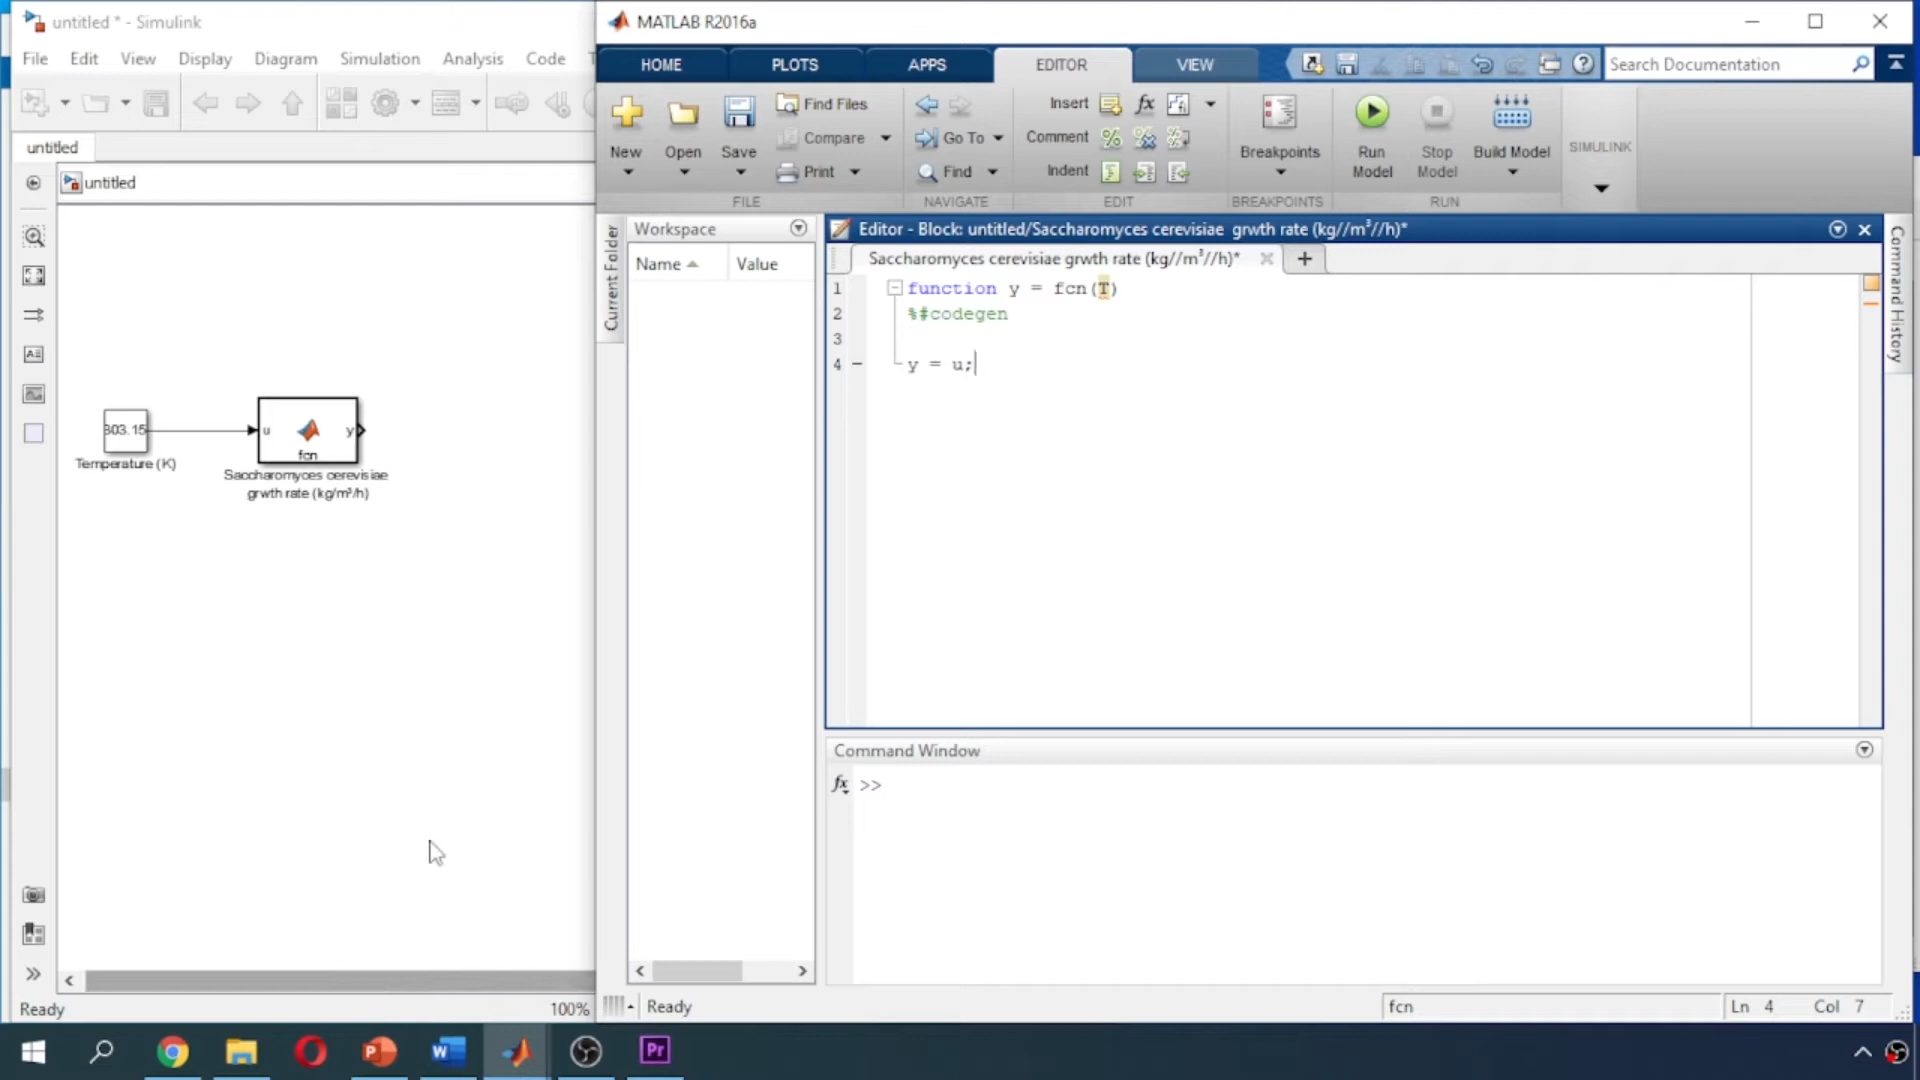 untitled * - Simulink
File Edit View Display Diagram Simulation Analysis Code
untitled
untitled
303.15
Temperature (K)
u
y
fcn
Saccharomyces cerevisiae
grwth rate (kg/m³/h)
Ready
100%
MATLAB R2016a
HOME PLOTS APPS EDITOR VIEW
Search Documentation
New
Open
Save
Find Files
Compare
Print
FILE
Go To
Find
NAVIGATE
Insert
Comment
Indent
fx
EDIT
Breakpoints
BREAKPOINTS
Run
Model
Stop
Model
Build Model
RUN
SIMULINK
Current Folder
Workspace
Name
Value
Editor - Block: untitled/Saccharomyces cerevisiae grwth rate (kg//m³//h)*
Saccharomyces cerevisiae grwth rate (kg//m³//h)*
1 function y = fcn(T)
2 %#codegen
3
4 y = u;
Command History
Command Window
fx >>
Ready
fcn
Ln 4 Col 7